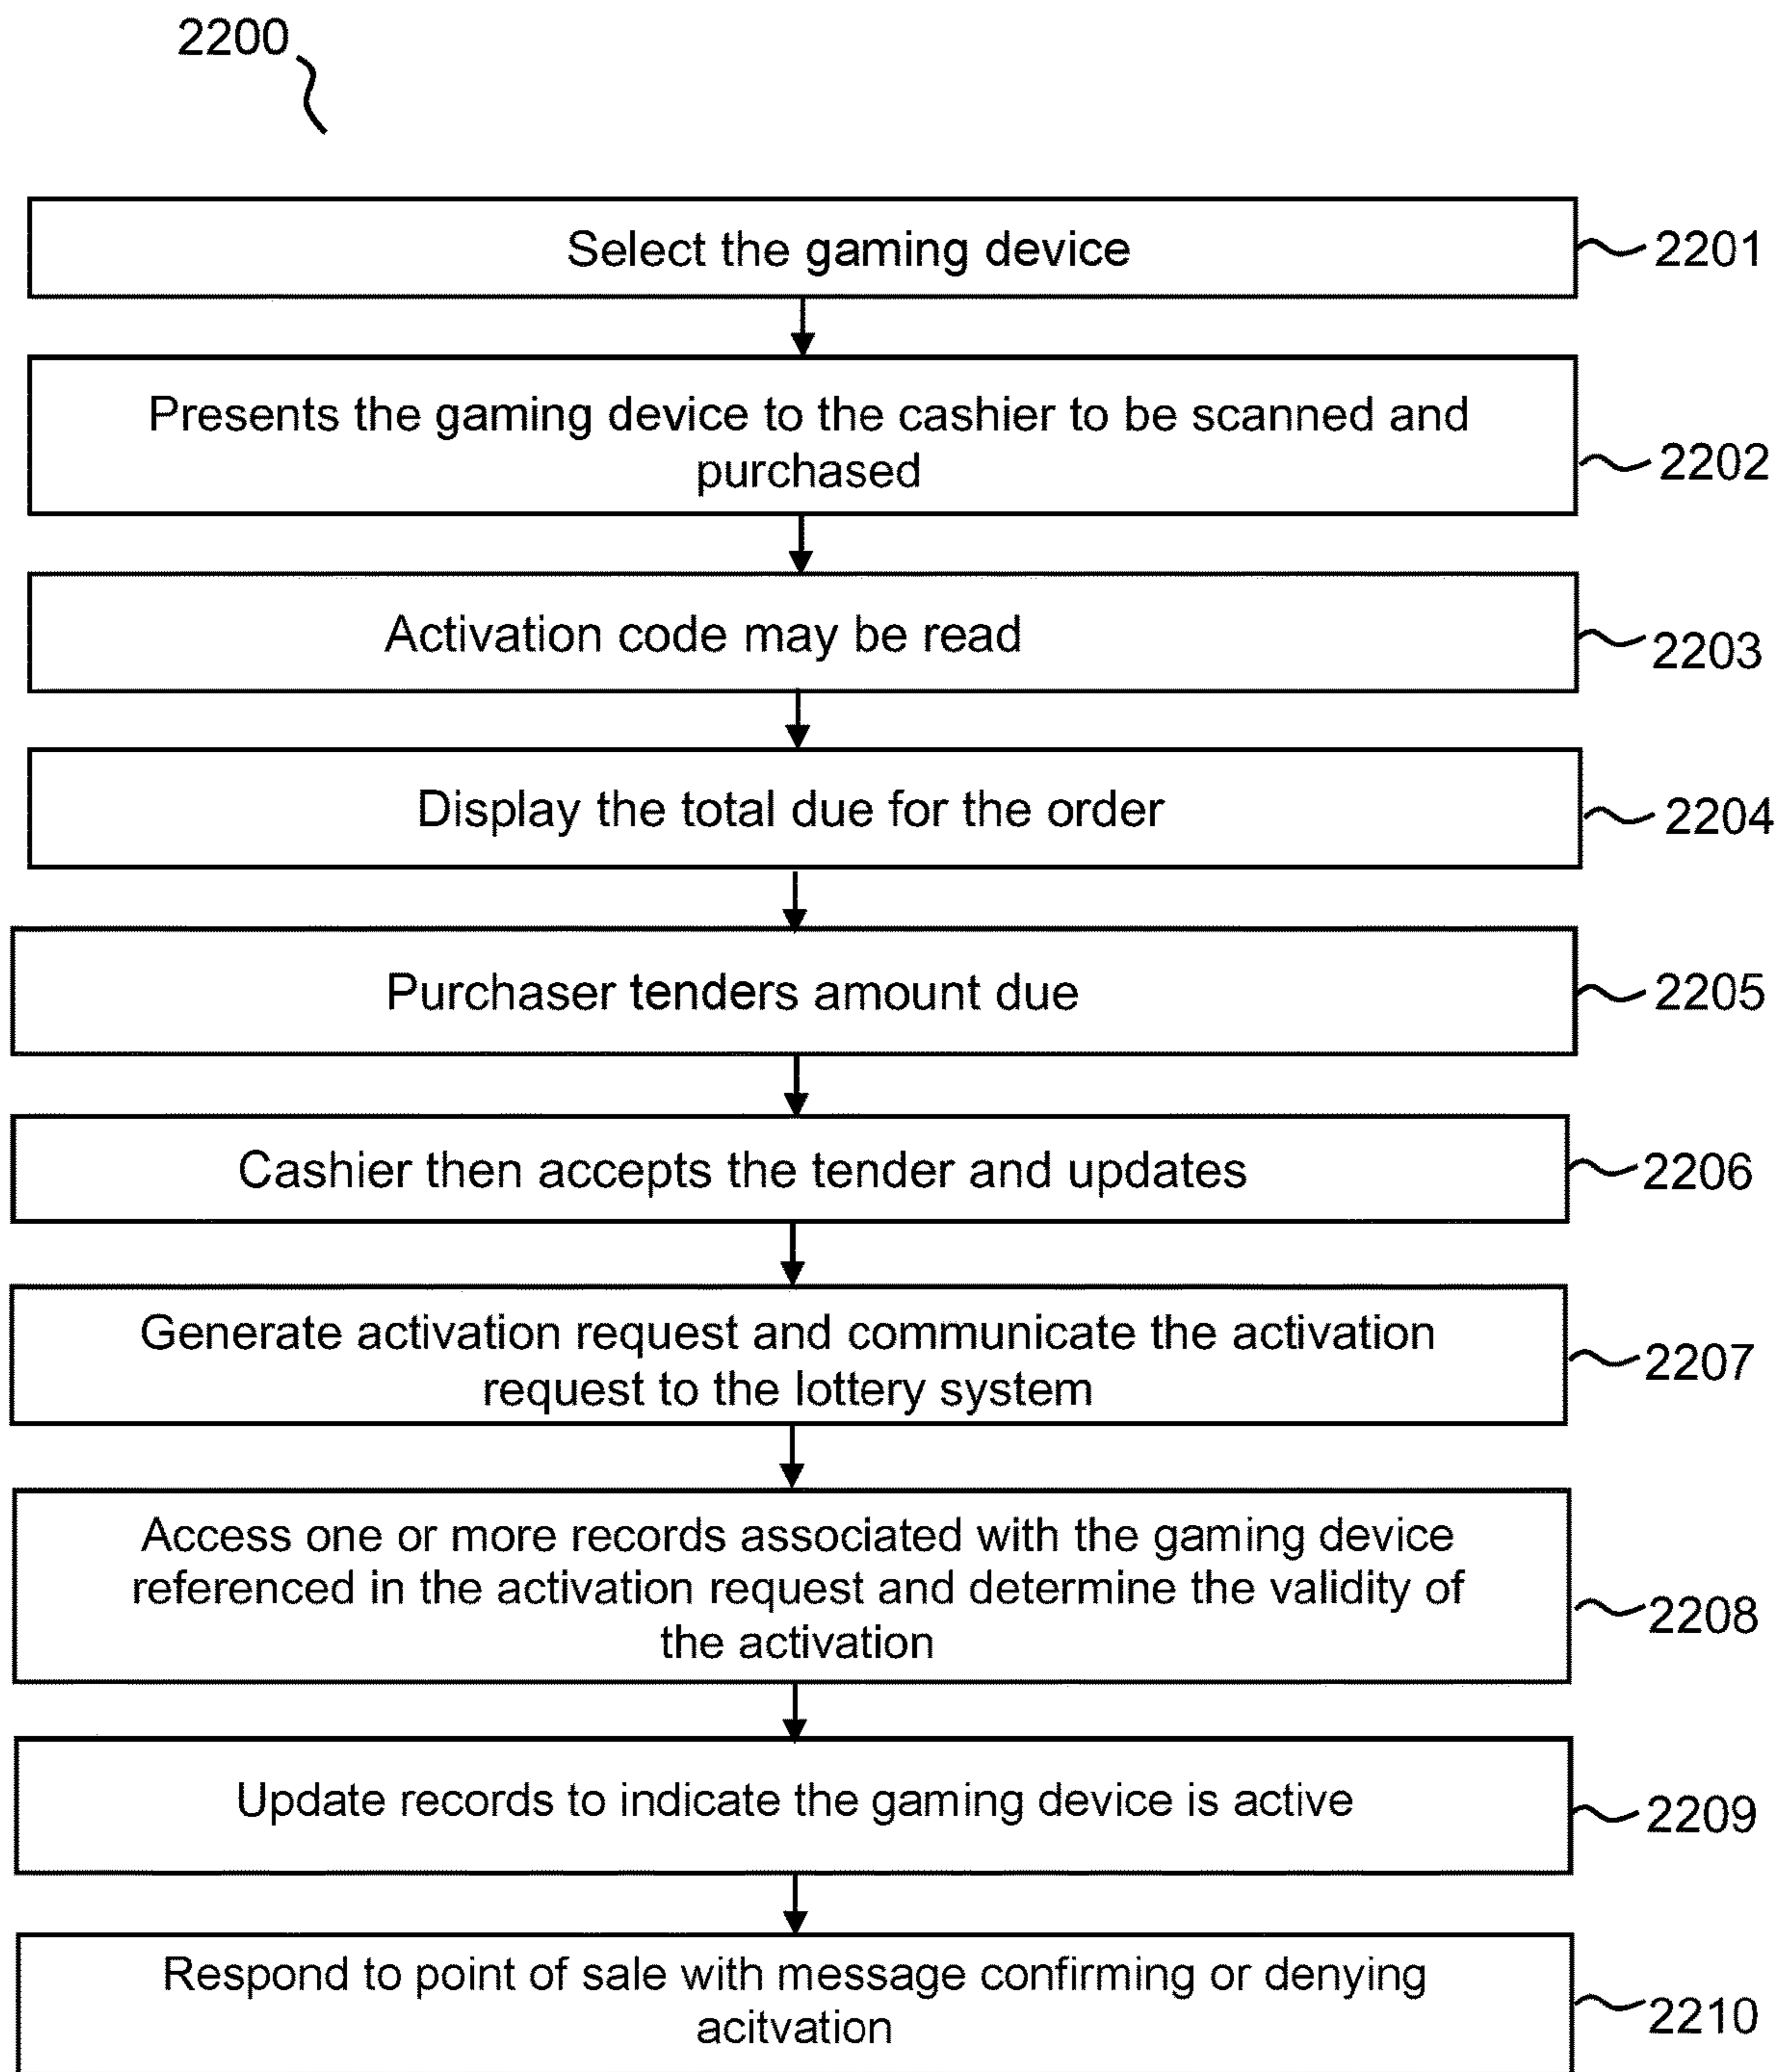 2200
Select the gaming device
2201
Presents the gaming device to the cashier to be scanned and
purchased
2202
Activation code may be read
2203
Display the total due for the order
2204
Purchaser tenders amount due
2205
Cashier then accepts the tender and updates
2206
Generate activation request and communicate the activation
request to the lottery system
2207
Access one or more records associated with the gaming device
referenced in the activation request and determine the validity of
the activation
2208
Update records to indicate the gaming device is active
2209
Respond to point of sale with message confirming or denying
acitvation
2210